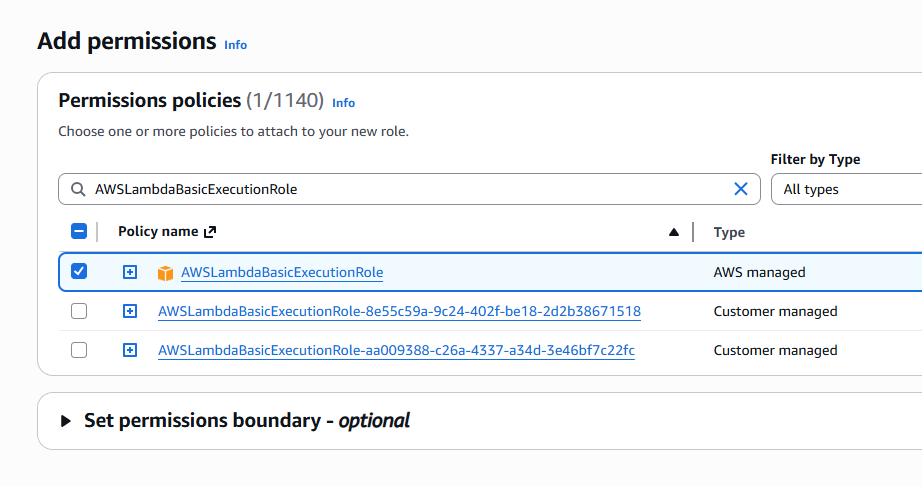 Add permissions Info
Permissions policies (1/1140) Info
Choose one or more policies to attach to your new role.
Filter by Type
AWSLambdaBasicExecutionRole
All types
Policy name
Type
AWSLambdaBasicExecutionRole
AWS managed
AWSLambdaBasicExecutionRole-8e55c59a-9c24-402f-be18-2d2b38671518
Customer managed
AWSLambdaBasicExecutionRole-aa009388-c26a-4337-a34d-3e46bf7c22fc
Customer managed
Set permissions boundary - optional